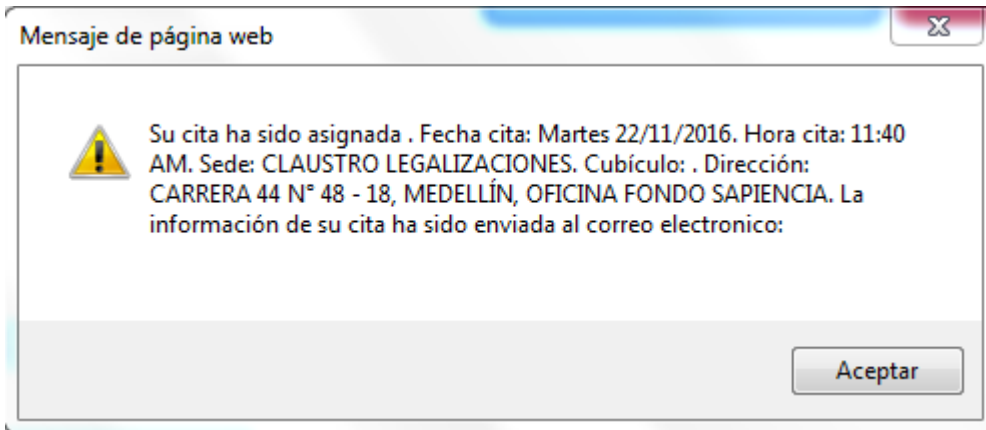 Mensaje de página web
Su cita ha sido asignada . Fecha cita: Martes 22/11/2016. Hora cita: 11:40
AM. Sede: CLAUSTRO LEGALIZACIONES. Cubículo: . Dirección:
CARRERA 44 N° 48 - 18, MEDELLÍN, OFICINA FONDO SAPIENCIA. La
información de su cita ha sido enviada al correo electronico:
Aceptar